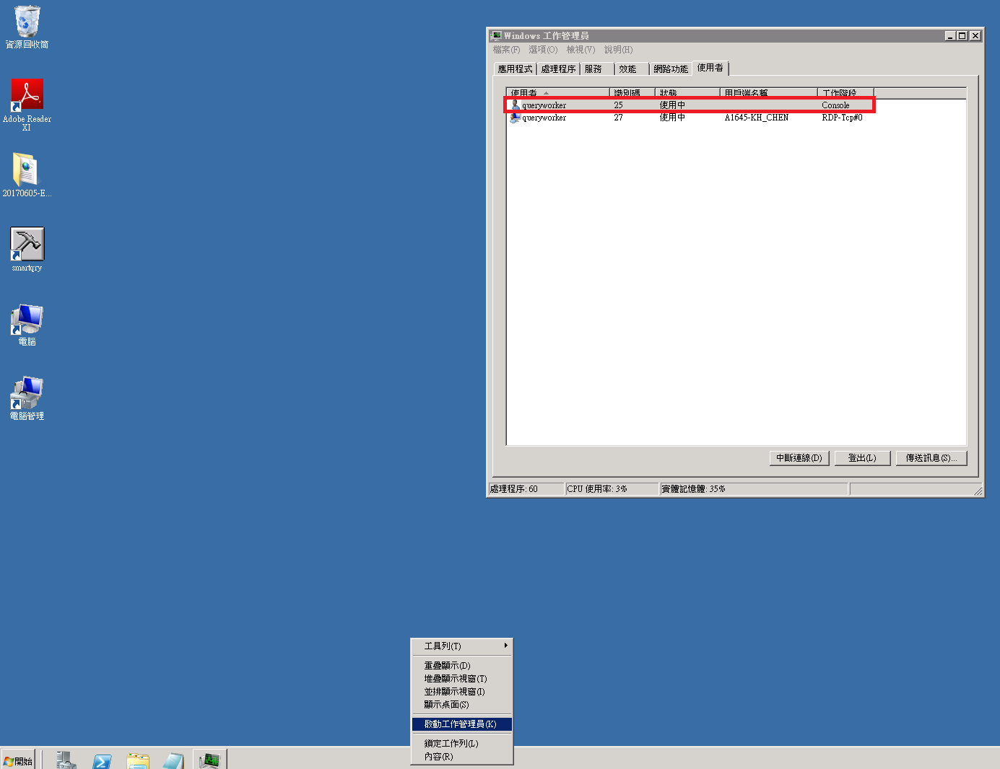 資源回收筒
Adobe Reader
XI
20170605-E...
smartqry
電腦
電腦管理
Windows 工作管理員
檔案(F) 選項(O) 檢視(V) 說明(H)
應用程式 處理程序 服務 效能 網路功能 使用者
使用者 識別碼 狀態 用戶端名稱 工作階段
queryworker 25 使用中 Console
queryworker 27 使用中 A1645-KH_CHEN RDP-Tcp#0
中斷連線(D) 登出(L) 傳送訊息(S)...
處理程序: 60 CPU 使用率: 3% 實體記憶體: 35%
工具列(T)
重疊顯示(D)
堆疊顯示視窗(T)
並排顯示視窗(I)
顯示桌面(S)
啟動工作管理員(K)
鎖定工作列(L)
內容(R)
開始